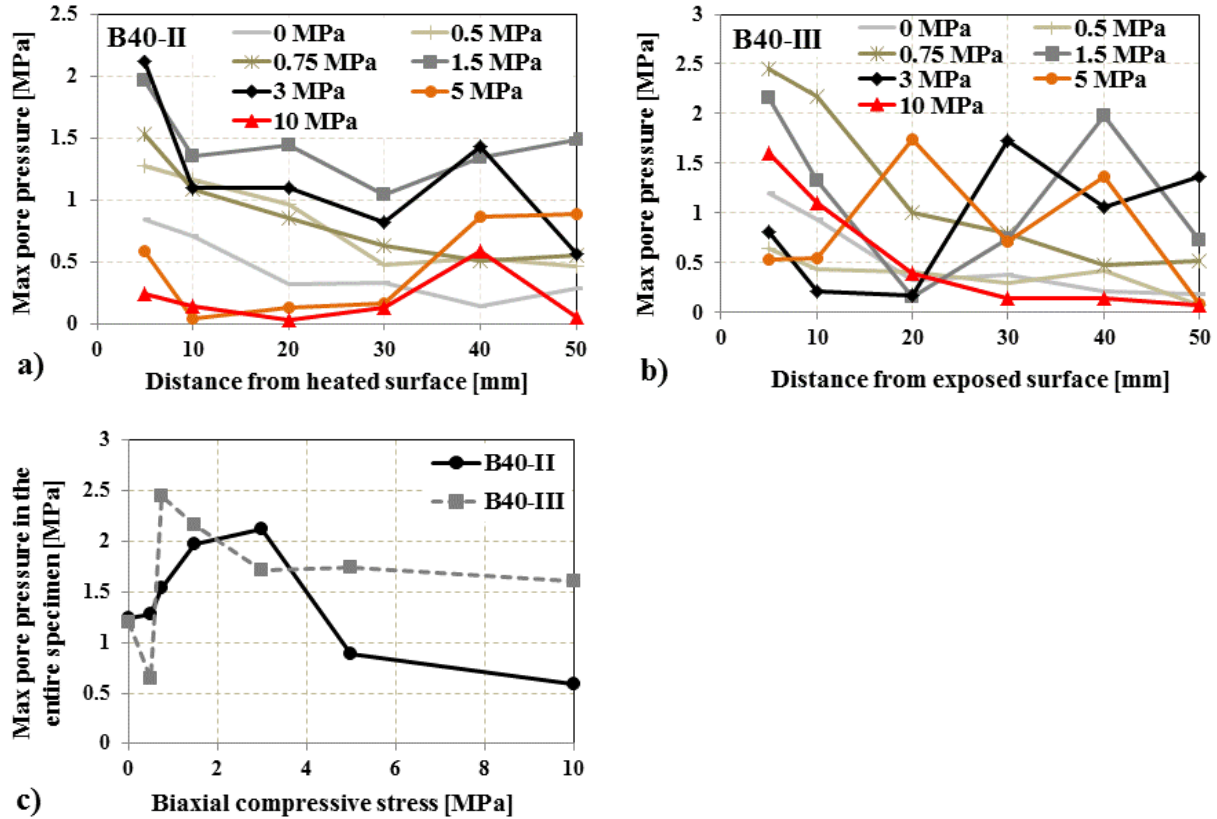 B40-II
0 MPa
0.5 MPa
0.75 MPa
1.5 MPa
3 MPa
5 MPa
10 MPa
Max pore pressure [MPa]
2.5
2
1.5
1
0.5
0
0 10 20 30 40 50
Distance from heated surface [mm]
a)
B40-III
0 MPa
0.5 MPa
0.75 MPa
1.5 MPa
3 MPa
5 MPa
10 MPa
Max pore pressure [MPa]
3
2.5
2
1.5
1
0.5
0
0 10 20 30 40 50
Distance from exposed surface [mm]
b)
B40-II
B40-III
Max pore pressure in the
entire specimen [MPa]
3
2.5
2
1.5
1
0.5
0
0 2 4 6 8 10
Biaxial compressive stress [MPa]
c)